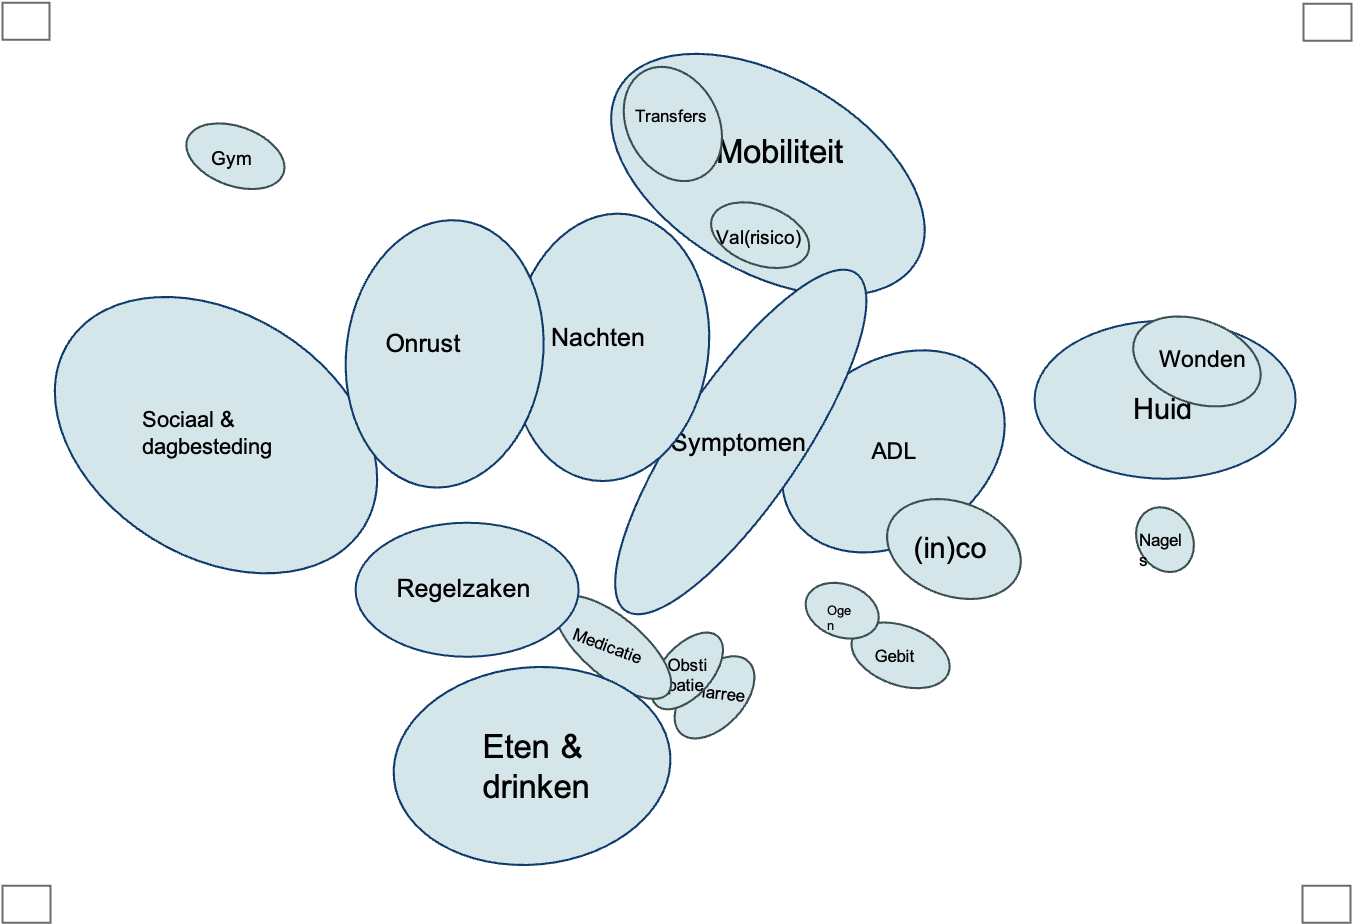 Transfers
Mobiliteit
Gym
Val(risico)
Onrust
Nachten
Wonden
Huid
Sociaal &
dagbesteding
Symptomen
ADL
(in)co
Nagel
s
Regelzaken
Oge
n
Medicatie
Gebit
Obsti
patie
iarree
Eten &
drinken